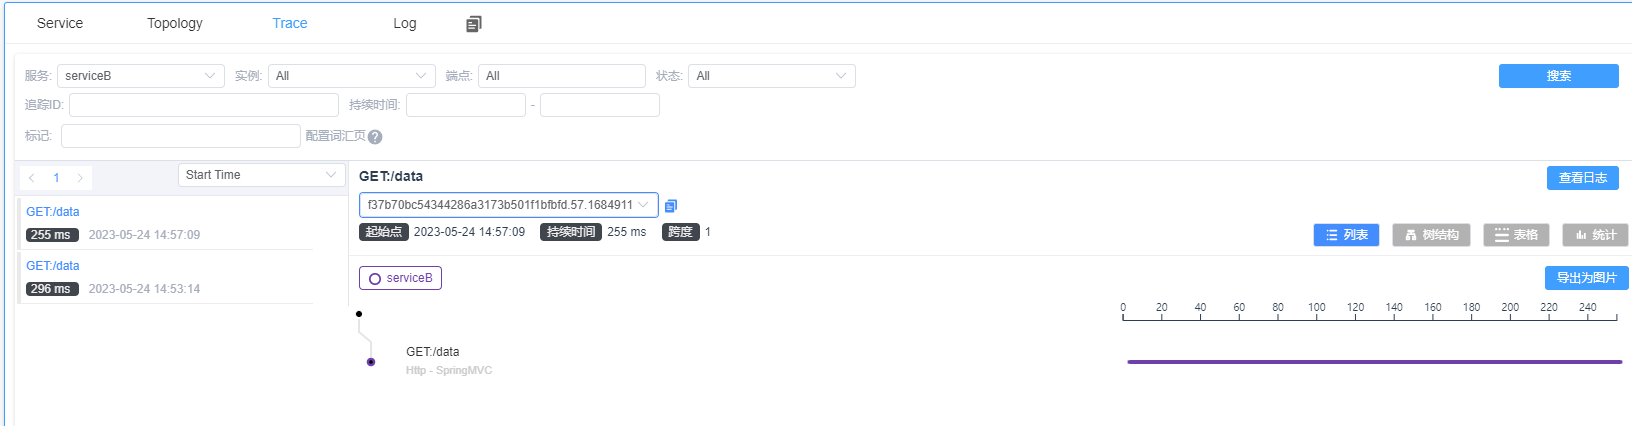 Service Topology Trace Log
服务: serviceB 实例: All 端点: All 状态: All 搜索
追踪ID: 持续时间: -
标记: 配置词汇页 ?
1 Start Time
GET:/data
255 ms 2023-05-24 14:57:09
GET:/data
296 ms 2023-05-24 14:53:14
GET:/data 查看日志
f37b70bc54344286a3173b501f1bfbfd.57.1684911
起始点 2023-05-24 14:57:09 持续时间 255 ms 跨度 1
列表 树结构 表格 统计
serviceB 导出为图片
0 20 40 60 80 100 120 140 160 180 200 220 240
GET:/data
Http - SpringMVC